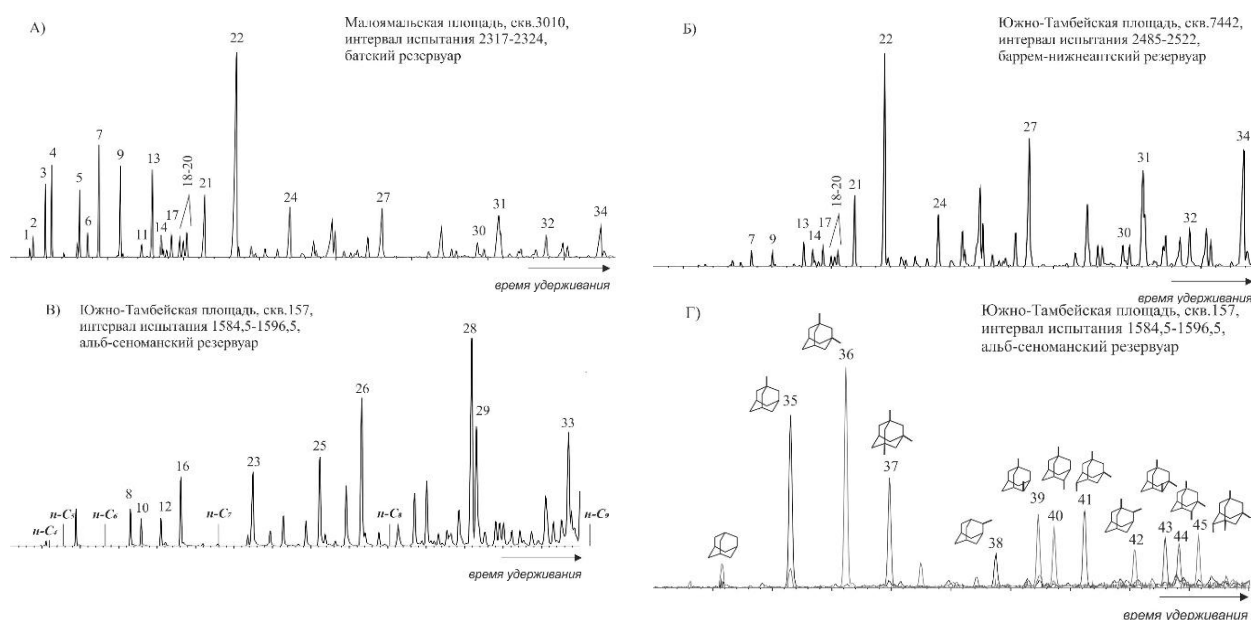 А)
Малоямальская площадь, скв.3010,
интервал испытания 2317-2324,
батский резервуар
1
2
3
4
5
6
7
9
11
13
14
17
18-20
21
22
24
27
30
31
32
34
время удерживания
Б)
Южно-Тамбейская площадь, скв.7442,
интервал испытания 2485-2522,
баррем-нижнеаптский резервуар
7
9
13
14
17
18-20
21
22
24
27
30
31
32
34
время удерживания
В)
Южно-Тамбейская площадь, скв.157,
интервал испытания 1584,5-1596,5,
альб-сеноманский резервуар
н-C4
н-C5
н-C6
8
10
12
16
н-C7
23
25
26
н-C8
28
29
33
н-C9
время удерживания
Г)
Южно-Тамбейская площадь, скв.157,
интервал испытания 1584,5-1596,5,
альб-сеноманский резервуар
35
36
37
38
39
40
41
42
43
44
45
время удерживания